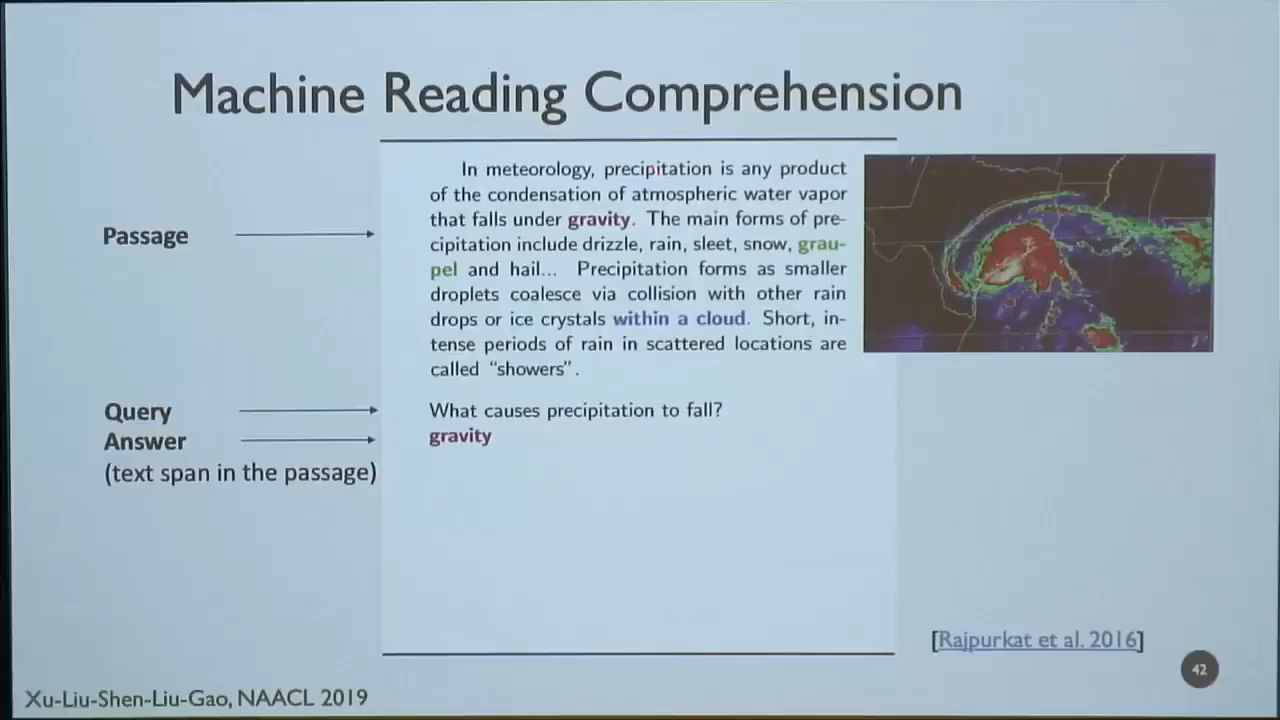 Machine Reading Comprehension
Passage
In meteorology, precipitation is any product
of the condensation of atmospheric water vapor
that falls under gravity. The main forms of pre-
cipitation include drizzle, rain, sleet, snow, grau-
pel and hail... Precipitation forms as smaller
droplets coalesce via collision with other rain
drops or ice crystals within a cloud. Short, in-
tense periods of rain in scattered locations are
called “showers”.
Query
What causes precipitation to fall?
Answer
gravity
(text span in the passage)
[Rajpurkat et al. 2016]
42
Xu-Liu-Shen-Liu-Gao, NAACL 2019